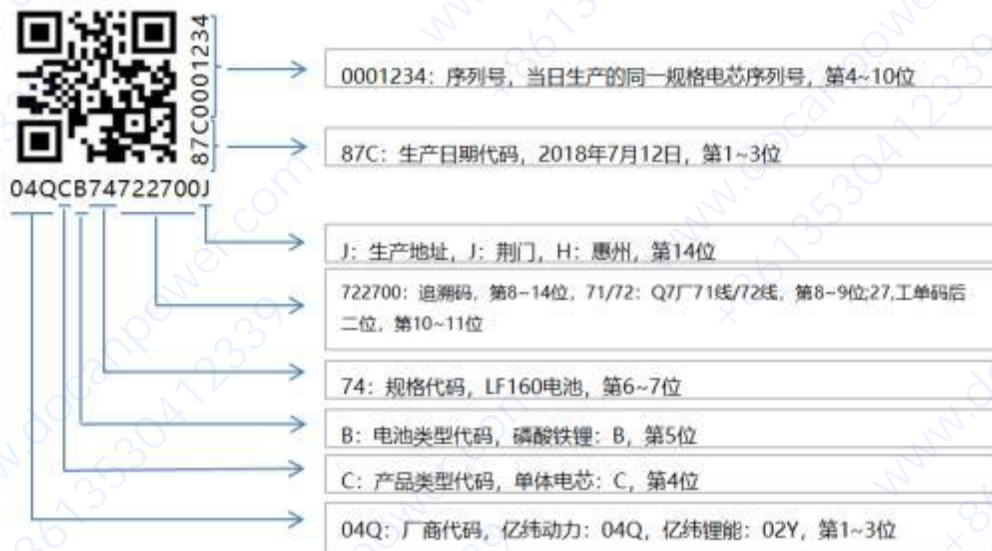 87C0001234
04QCB74722700J
0001234：序列号，当日生产的同一规格电芯序列号，第4~10位
87C：生产日期代码，2018年7月12日，第1~3位
J：生产地址，J：荆门，H：惠州，第14位
722700：追溯码，第8~14位，71/72：Q7厂71线/72线，第8~9位;27,工单码后
二位，第10~11位
74：规格代码，LF160电池，第6~7位
B：电池类型代码，磷酸铁锂：B，第5位
C：产品类型代码，单体电芯：C，第4位
04Q：厂商代码，亿纬动力：04Q，亿纬锂能：02Y，第1~3位
www.docanpower.com
+8613530412339